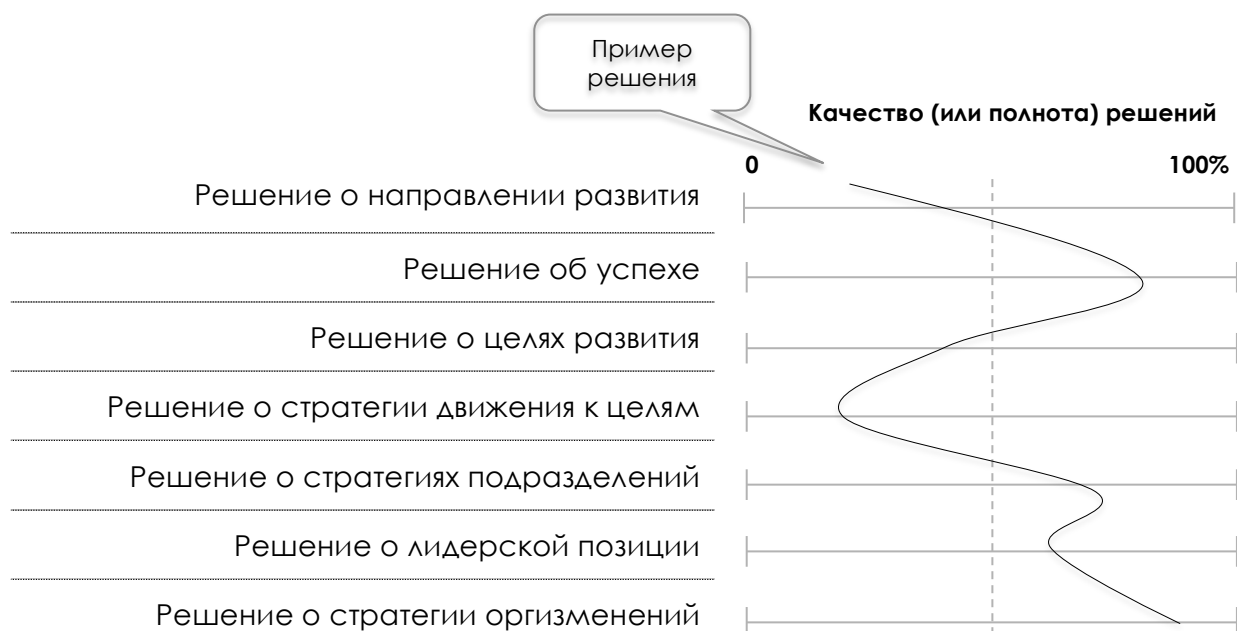 Пример
решения
Качество (или полнота) решений
0 100%
Решение о направлении развития
Решение об успехе
Решение о целях развития
Решение о стратегии движения к целям
Решение о стратегиях подразделений
Решение о лидерской позиции
Решение о стратегии оргизменений